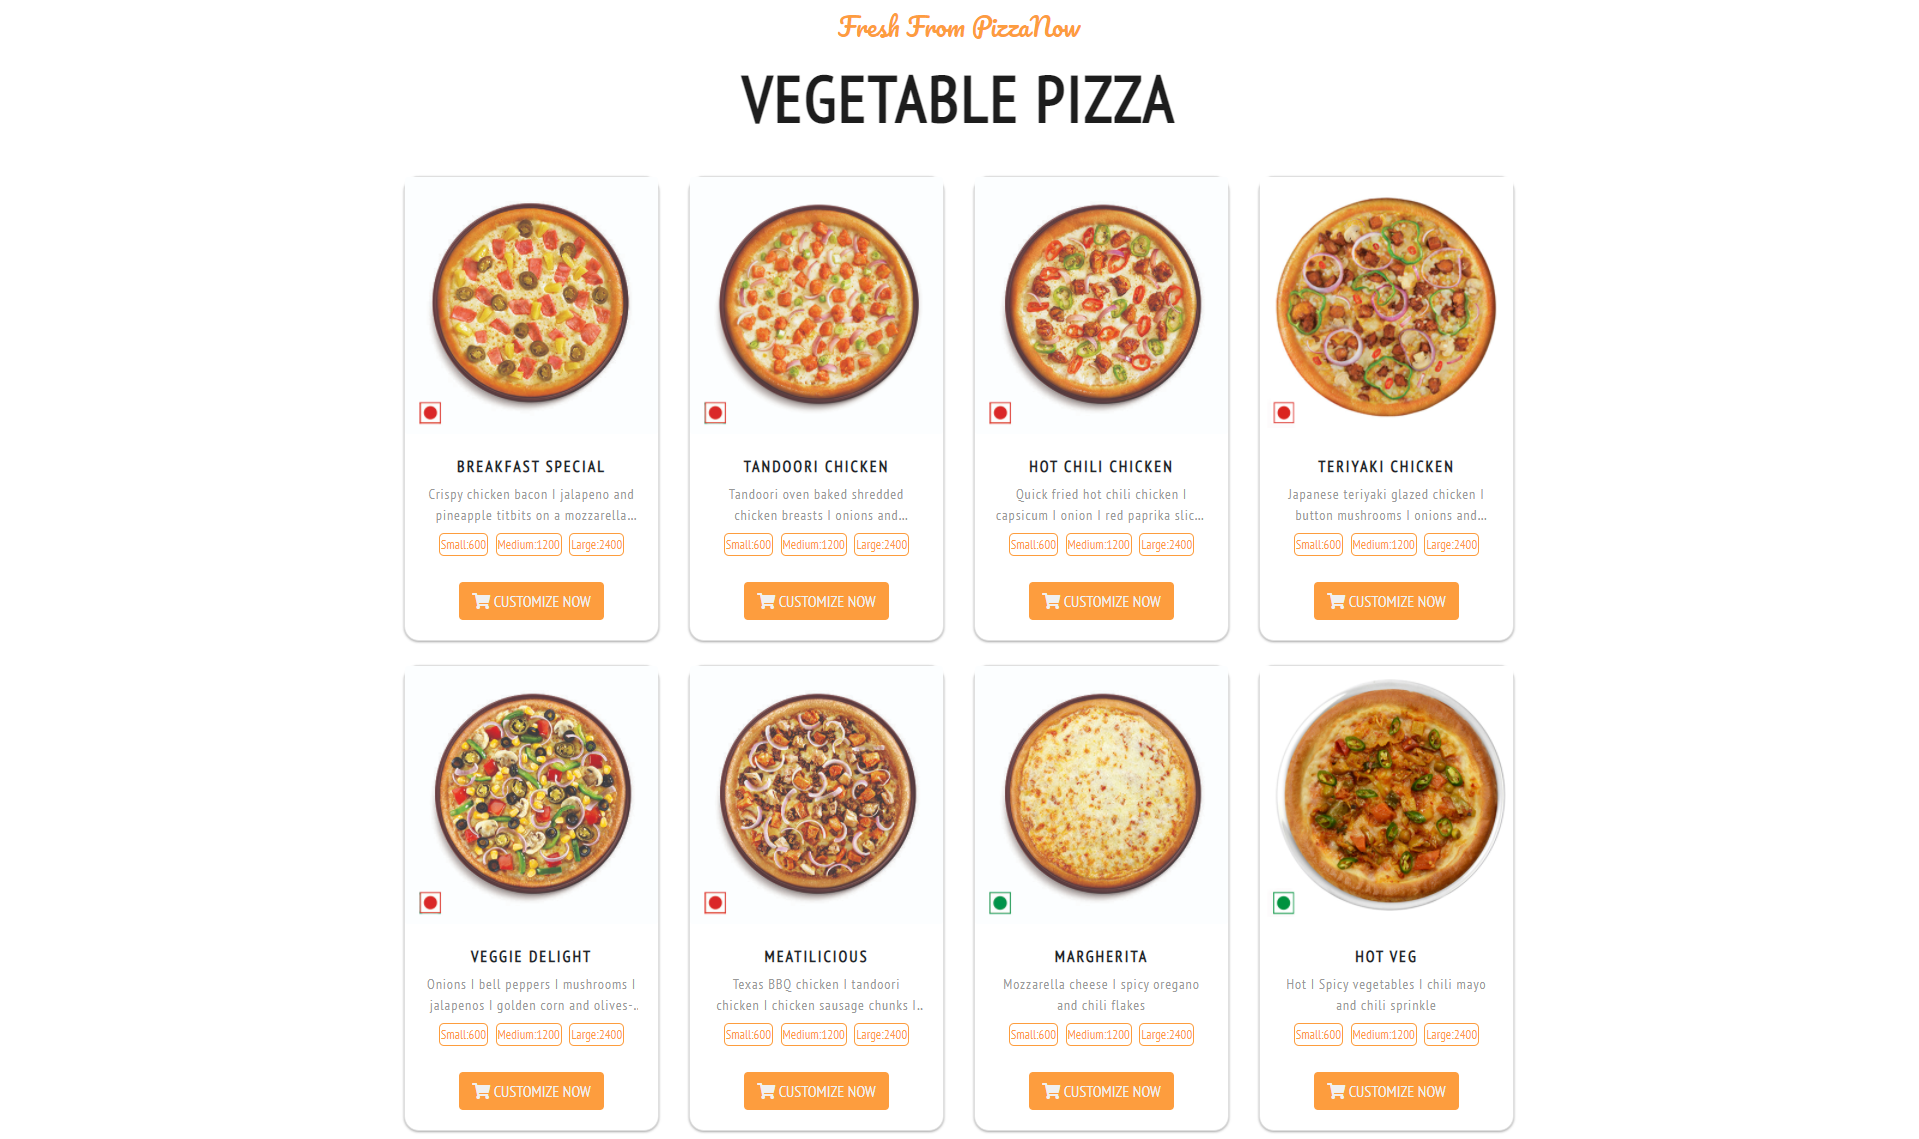 Fresh From PizzaNow
VEGETABLE PIZZA
BREAKFAST SPECIAL
Crispy chicken bacon I jalapeno and
pineapple titbits on a mozzarella...
Small:600 Medium:1200 Large:2400
CUSTOMIZE NOW
TANDOORI CHICKEN
Tandoori oven baked shredded
chicken breasts I onions and...
Small:600 Medium:1200 Large:2400
CUSTOMIZE NOW
HOT CHILI CHICKEN
Quick fried hot chili chicken I
capsicum I onion I red paprika slic...
Small:600 Medium:1200 Large:2400
CUSTOMIZE NOW
TERIYAKI CHICKEN
Japanese teriyaki glazed chicken I
button mushrooms I onions and...
Small:600 Medium:1200 Large:2400
CUSTOMIZE NOW
VEGGIE DELIGHT
Onions I bell peppers I mushrooms I
jalapenos I golden corn and olives-..
Small:600 Medium:1200 Large:2400
CUSTOMIZE NOW
MEATILICIOUS
Texas BBQ chicken I tandoori
chicken I chicken sausage chunks I..
Small:600 Medium:1200 Large:2400
CUSTOMIZE NOW
MARGHERITA
Mozzarella cheese I spicy oregano
and chili flakes
Small:600 Medium:1200 Large:2400
CUSTOMIZE NOW
HOT VEG
Hot I Spicy vegetables I chili mayo
and chili sprinkle
Small:600 Medium:1200 Large:2400
CUSTOMIZE NOW